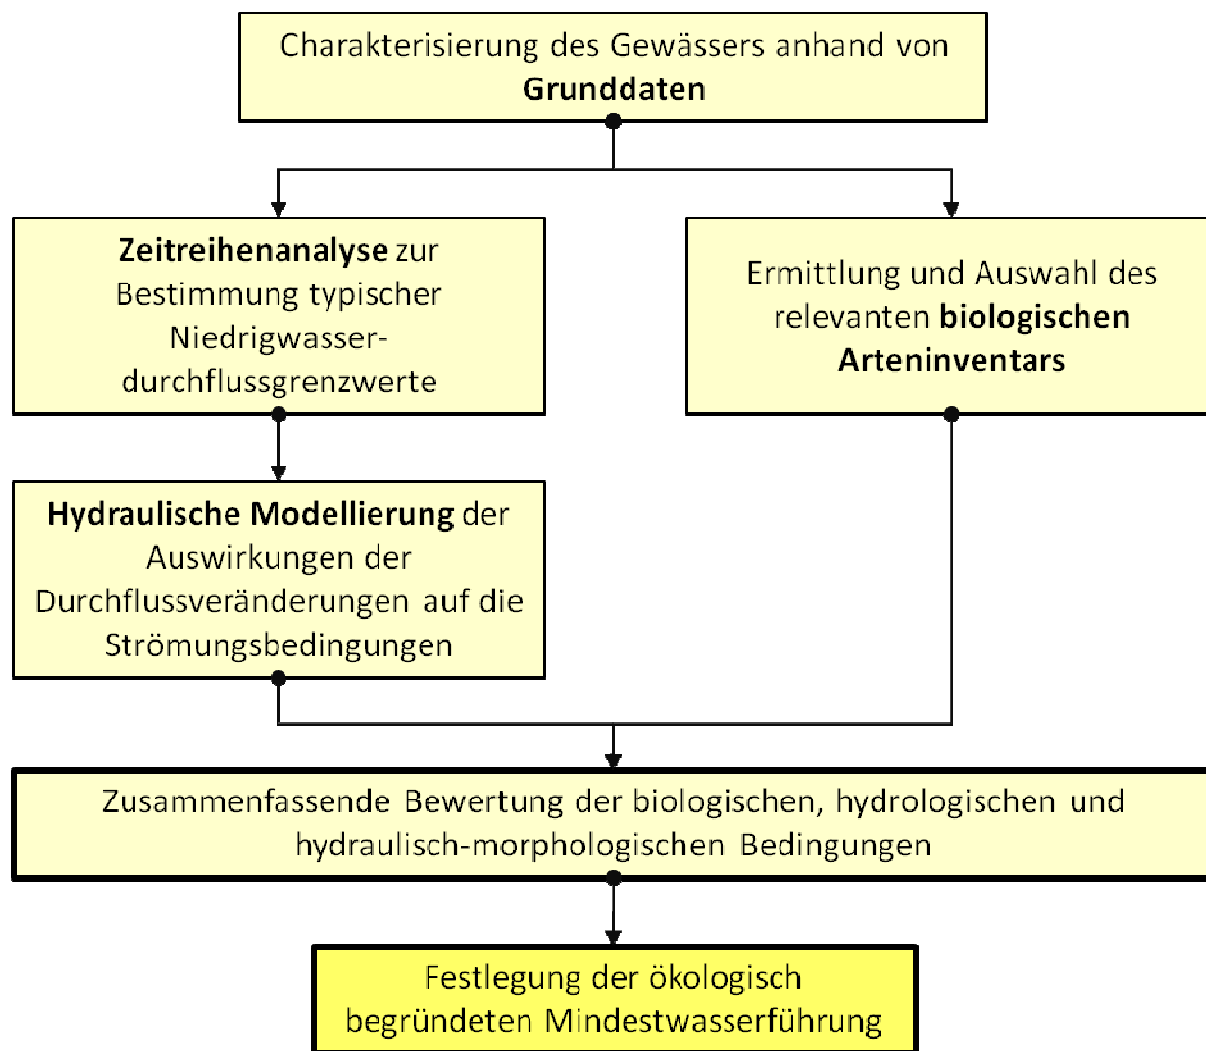 Charakterisierung des Gewässers anhand von
Grunddaten
Zeitreihenanalyse zur
Bestimmung typischer
Niedrigwasser-
durchflussgrenzwerte
Ermittlung und Auswahl des
relevanten biologischen
Arteninventars
Hydraulische Modellierung der
Auswirkungen der
Durchflussveränderungen auf die
Strömungsbedingungen
Zusammenfassende Bewertung der biologischen, hydrologischen und
hydraulisch-morphologischen Bedingungen
Festlegung der ökologisch
begründeten Mindestwasserführung